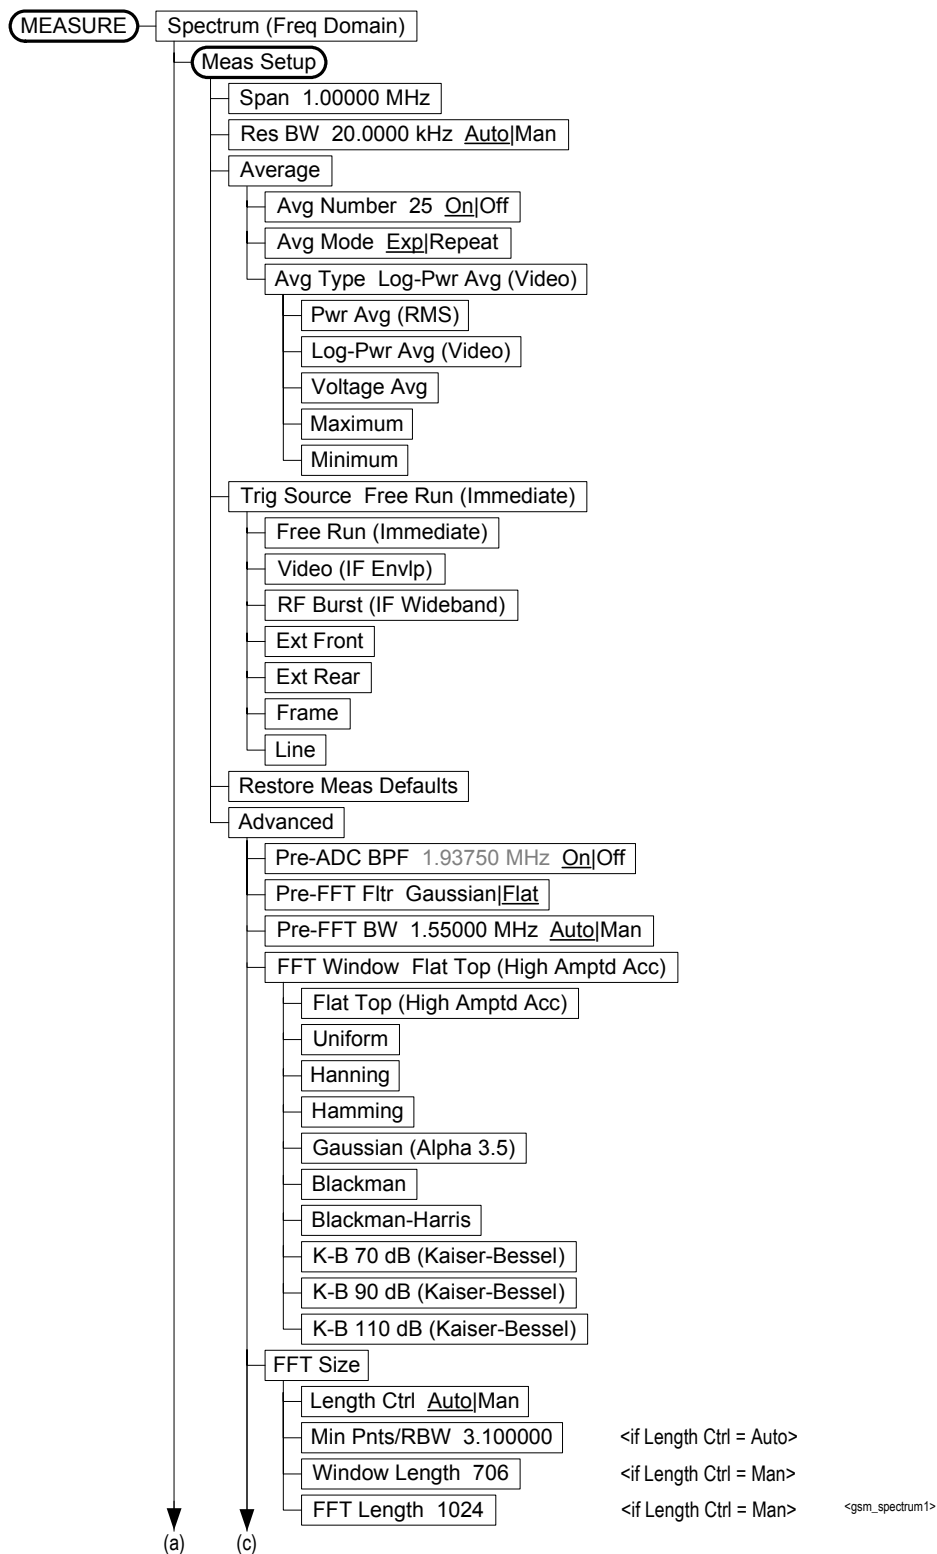 MEASURE Spectrum (Freq Domain)
Meas Setup
Span 1.00000 MHz
Res BW 20.0000 kHz Auto|Man
Average
Avg Number 25 On|Off
Avg Mode Exp|Repeat
Avg Type Log-Pwr Avg (Video)
Pwr Avg (RMS)
Log-Pwr Avg (Video)
Voltage Avg
Maximum
Minimum
Trig Source Free Run (Immediate)
Free Run (Immediate)
Video (IF Envlp)
RF Burst (IF Wideband)
Ext Front
Ext Rear
Frame
Line
Restore Meas Defaults
Advanced
Pre-ADC BPF 1.93750 MHz On|Off
Pre-FFT Fltr Gaussian|Flat
Pre-FFT BW 1.55000 MHz Auto|Man
FFT Window Flat Top (High Amptd Acc)
Flat Top (High Amptd Acc)
Uniform
Hanning
Hamming
Gaussian (Alpha 3.5)
Blackman
Blackman-Harris
K-B 70 dB (Kaiser-Bessel)
K-B 90 dB (Kaiser-Bessel)
K-B 110 dB (Kaiser-Bessel)
FFT Size
Length Ctrl Auto|Man
Min Pnts/RBW 3.100000 <if Length Ctrl = Auto>
Window Length 706 <if Length Ctrl = Man>
FFT Length 1024 <if Length Ctrl = Man> <gsm_spectrum1>
(a) (c)